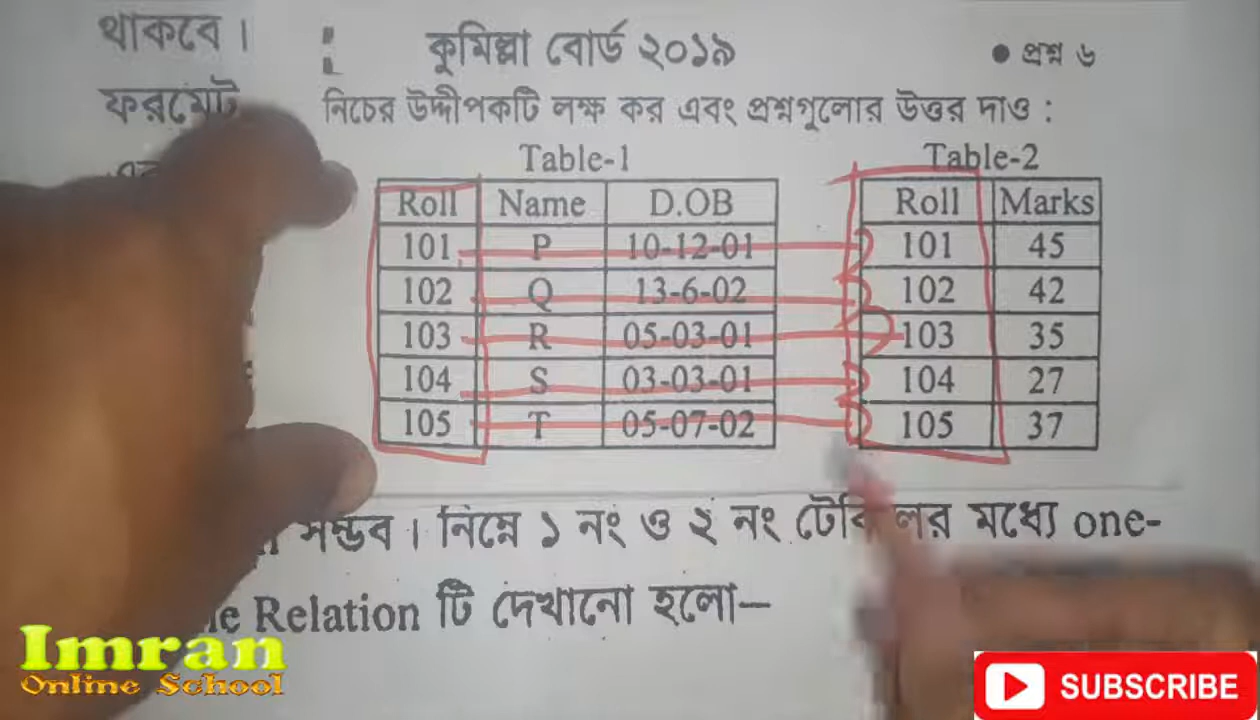 থাকবে।
কুমিল্লা বোর্ড ২০১৯ ● প্রশ্ন ৬
ফরমেট
নিচের উদ্দীপকটি লক্ষ কর এবং প্রশ্নগুলোর উত্তর দাও :
Table-1 Table-2
Roll Name D.OB Roll Marks
101 P 10-12-01 101 45
102 Q 13-6-02 102 42
103 R 05-03-01 103 35
104 S 03-03-01 104 27
105 T 05-07-02 105 37
সম্ভব। নিম্নে ১ নং ও ২ নং টেবিলের মধ্যে one-
Relation টি দেখানো হলো—
Imran
Online School
SUBSCRIBE